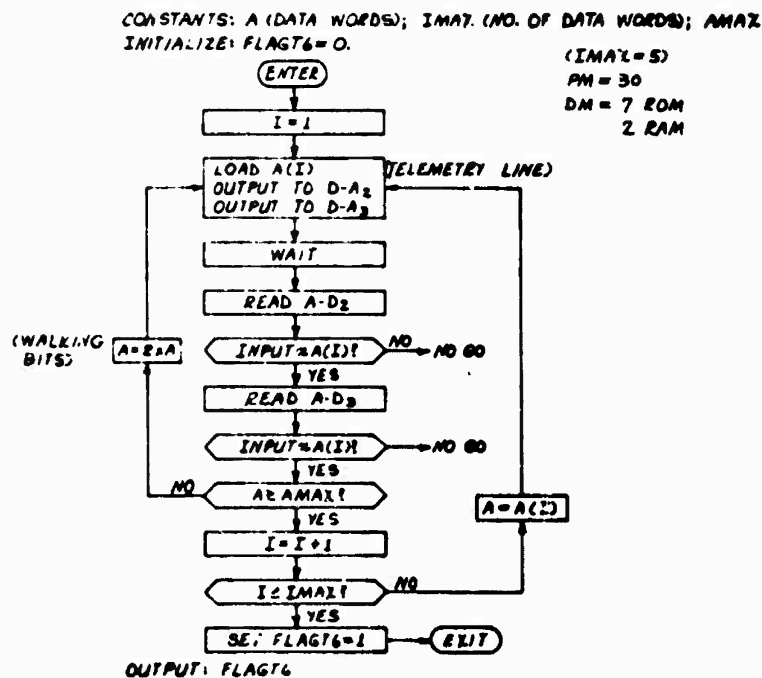 CONSTANTS: A (DATA WORDS); IMAX (NO. OF DATA WORDS); AMAX
INITIALIZE: FLAGT6=0.
(IMAX=5)
PM = 30
DM = 7 ROM
2 RAM
ENTER
I = 1
LOAD A(I)
OUTPUT TO D-A2
OUTPUT TO D-A3
(TELEMETRY LINE)
WAIT
READ A-D2
(WALKING
BITS)
A=2xA
INPUT≈A(I)?
NO
NO GO
YES
READ A-D3
INPUT≈A(I)?
NO GO
YES
NO
A≥AMAX?
YES
A=A(I)
I=I+1
I≥IMAX?
NO
YES
SET FLAGT6=1
EXIT
OUTPUT: FLAGT6